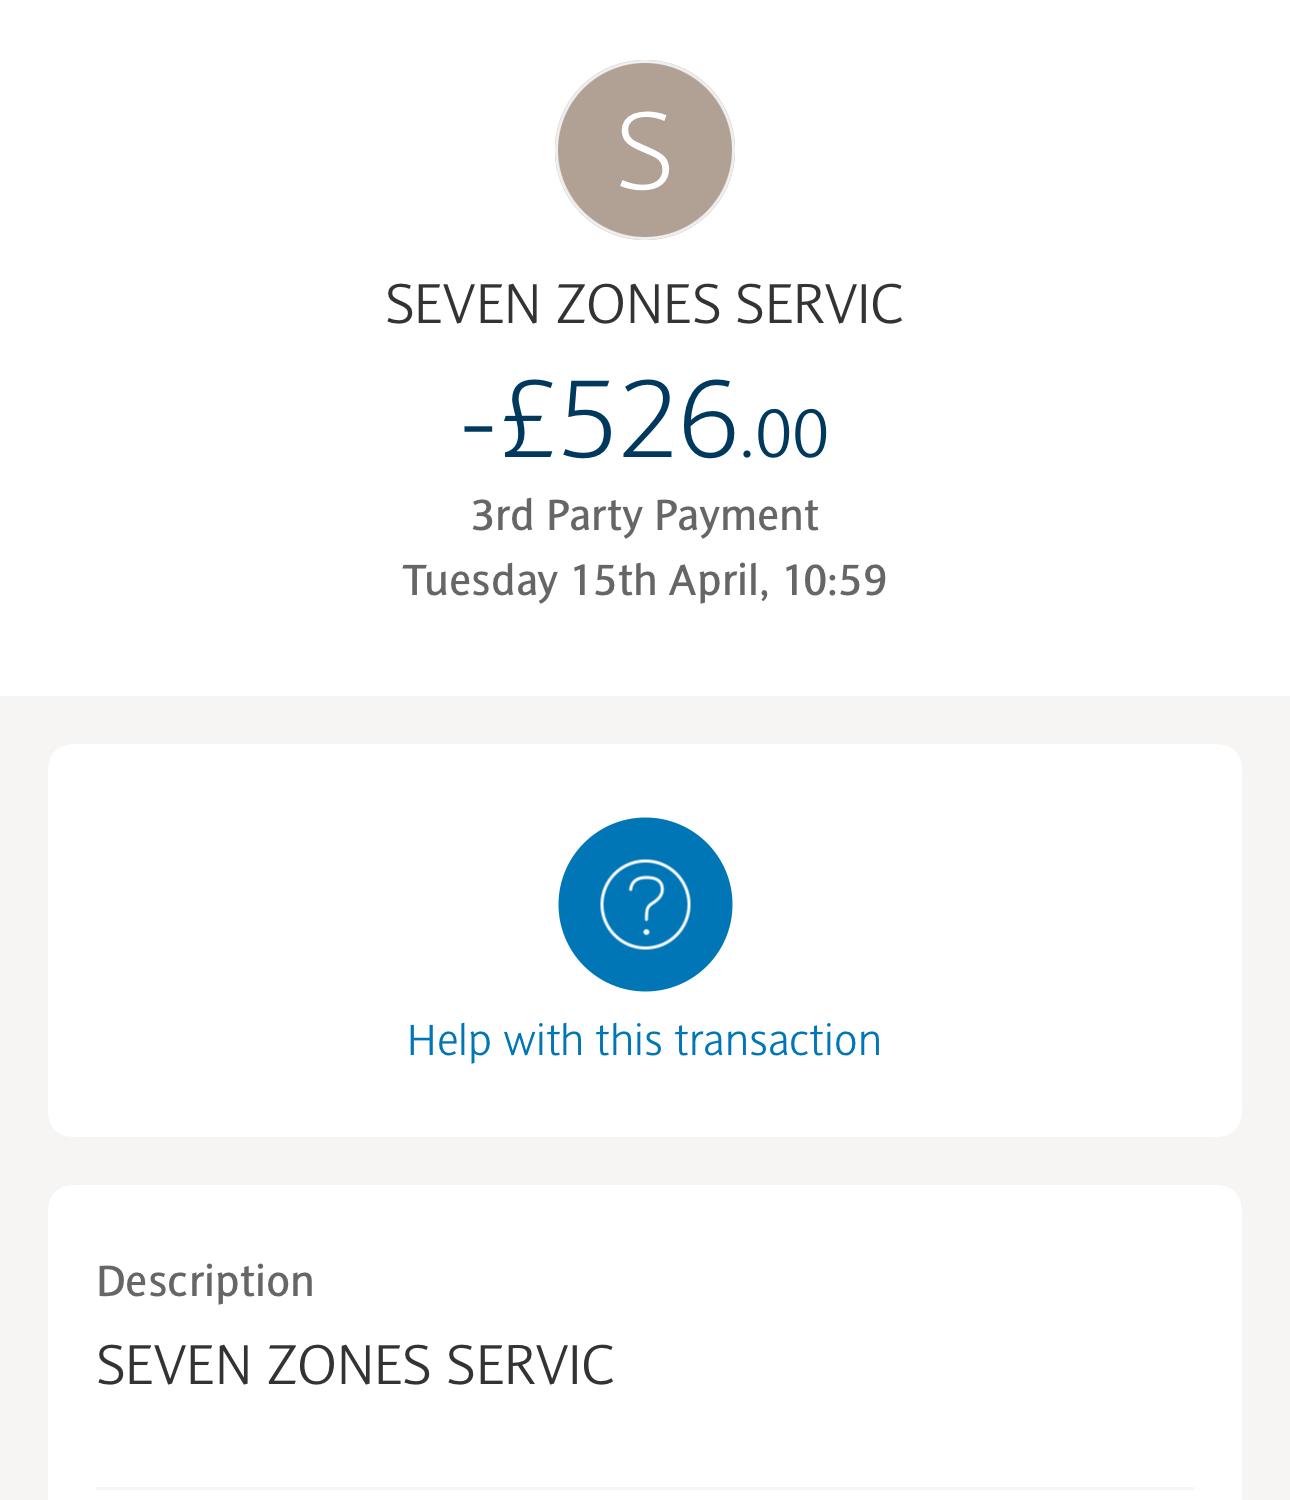 S
SEVEN ZONES SERVIC
-£526.00
3rd Party Payment
Tuesday 15th April, 10:59
?
Help with this transaction
Description
SEVEN ZONES SERVIC